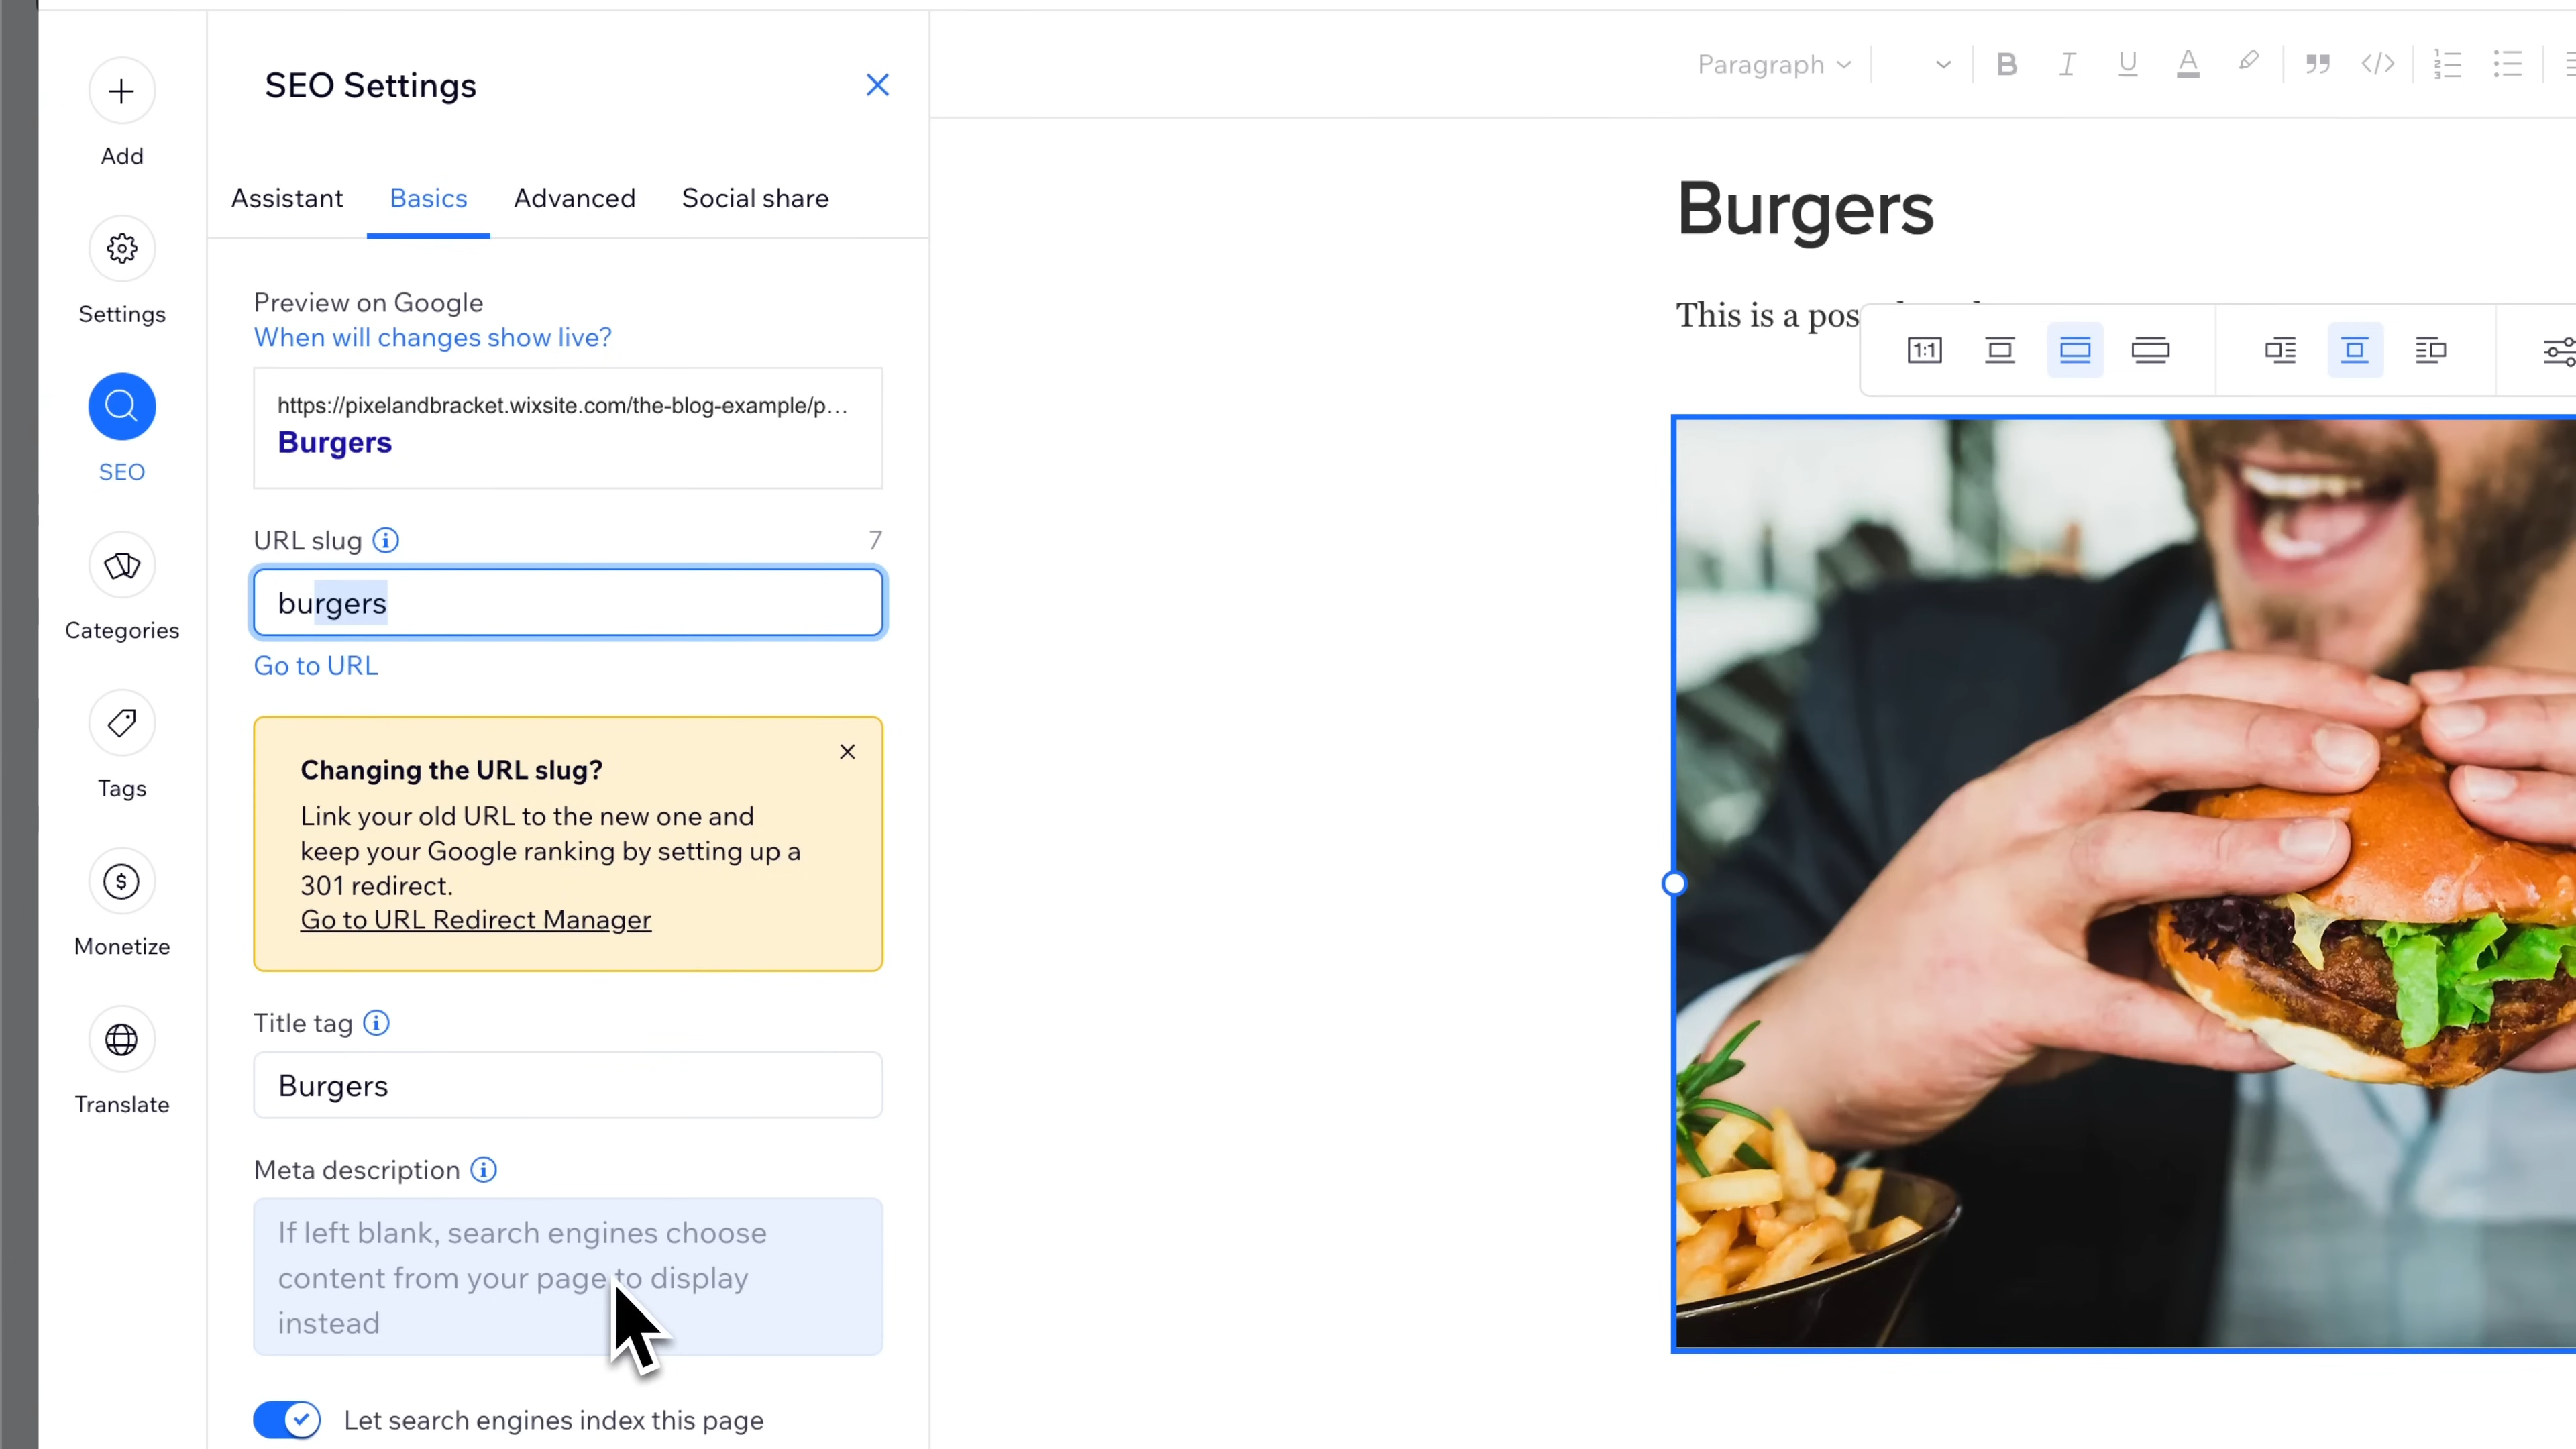 Add
Settings
SEO
Categories
Tags
Monetize
Translate
SEO Settings
Assistant Basics Advanced Social share
Preview on Google
When will changes show live?
https://pixelandbracket.wixsite.com/the-blog-example/p...
Burgers
URL slug 7
burgers
Go to URL
Changing the URL slug?
Link your old URL to the new one and
keep your Google ranking by setting up a
301 redirect.
Go to URL Redirect Manager
Title tag
Burgers
Meta description
If left blank, search engines choose
content from your page to display
instead
Let search engines index this page
Paragraph B I U A
Burgers
This is a pos
1:1